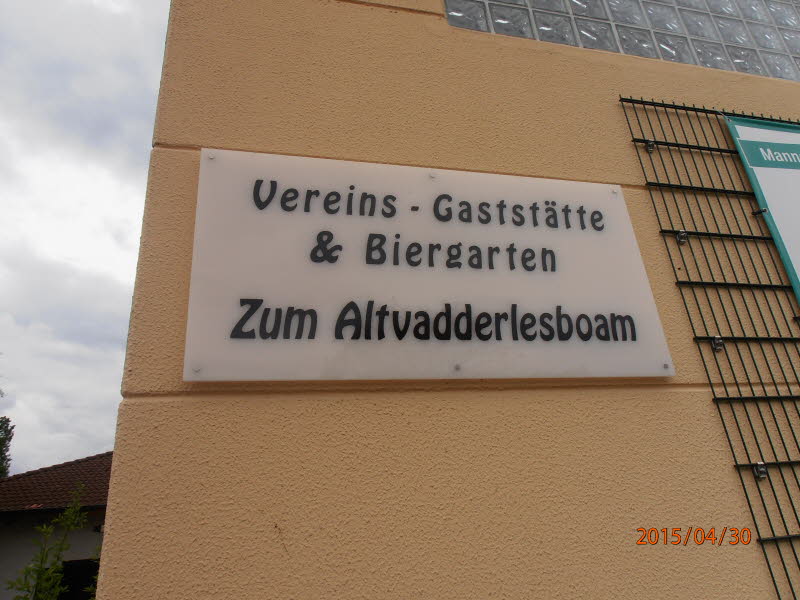 Vereins - Gaststätte
& Biergarten
Zum Altvadderlesboam
Mann
2015/04/30